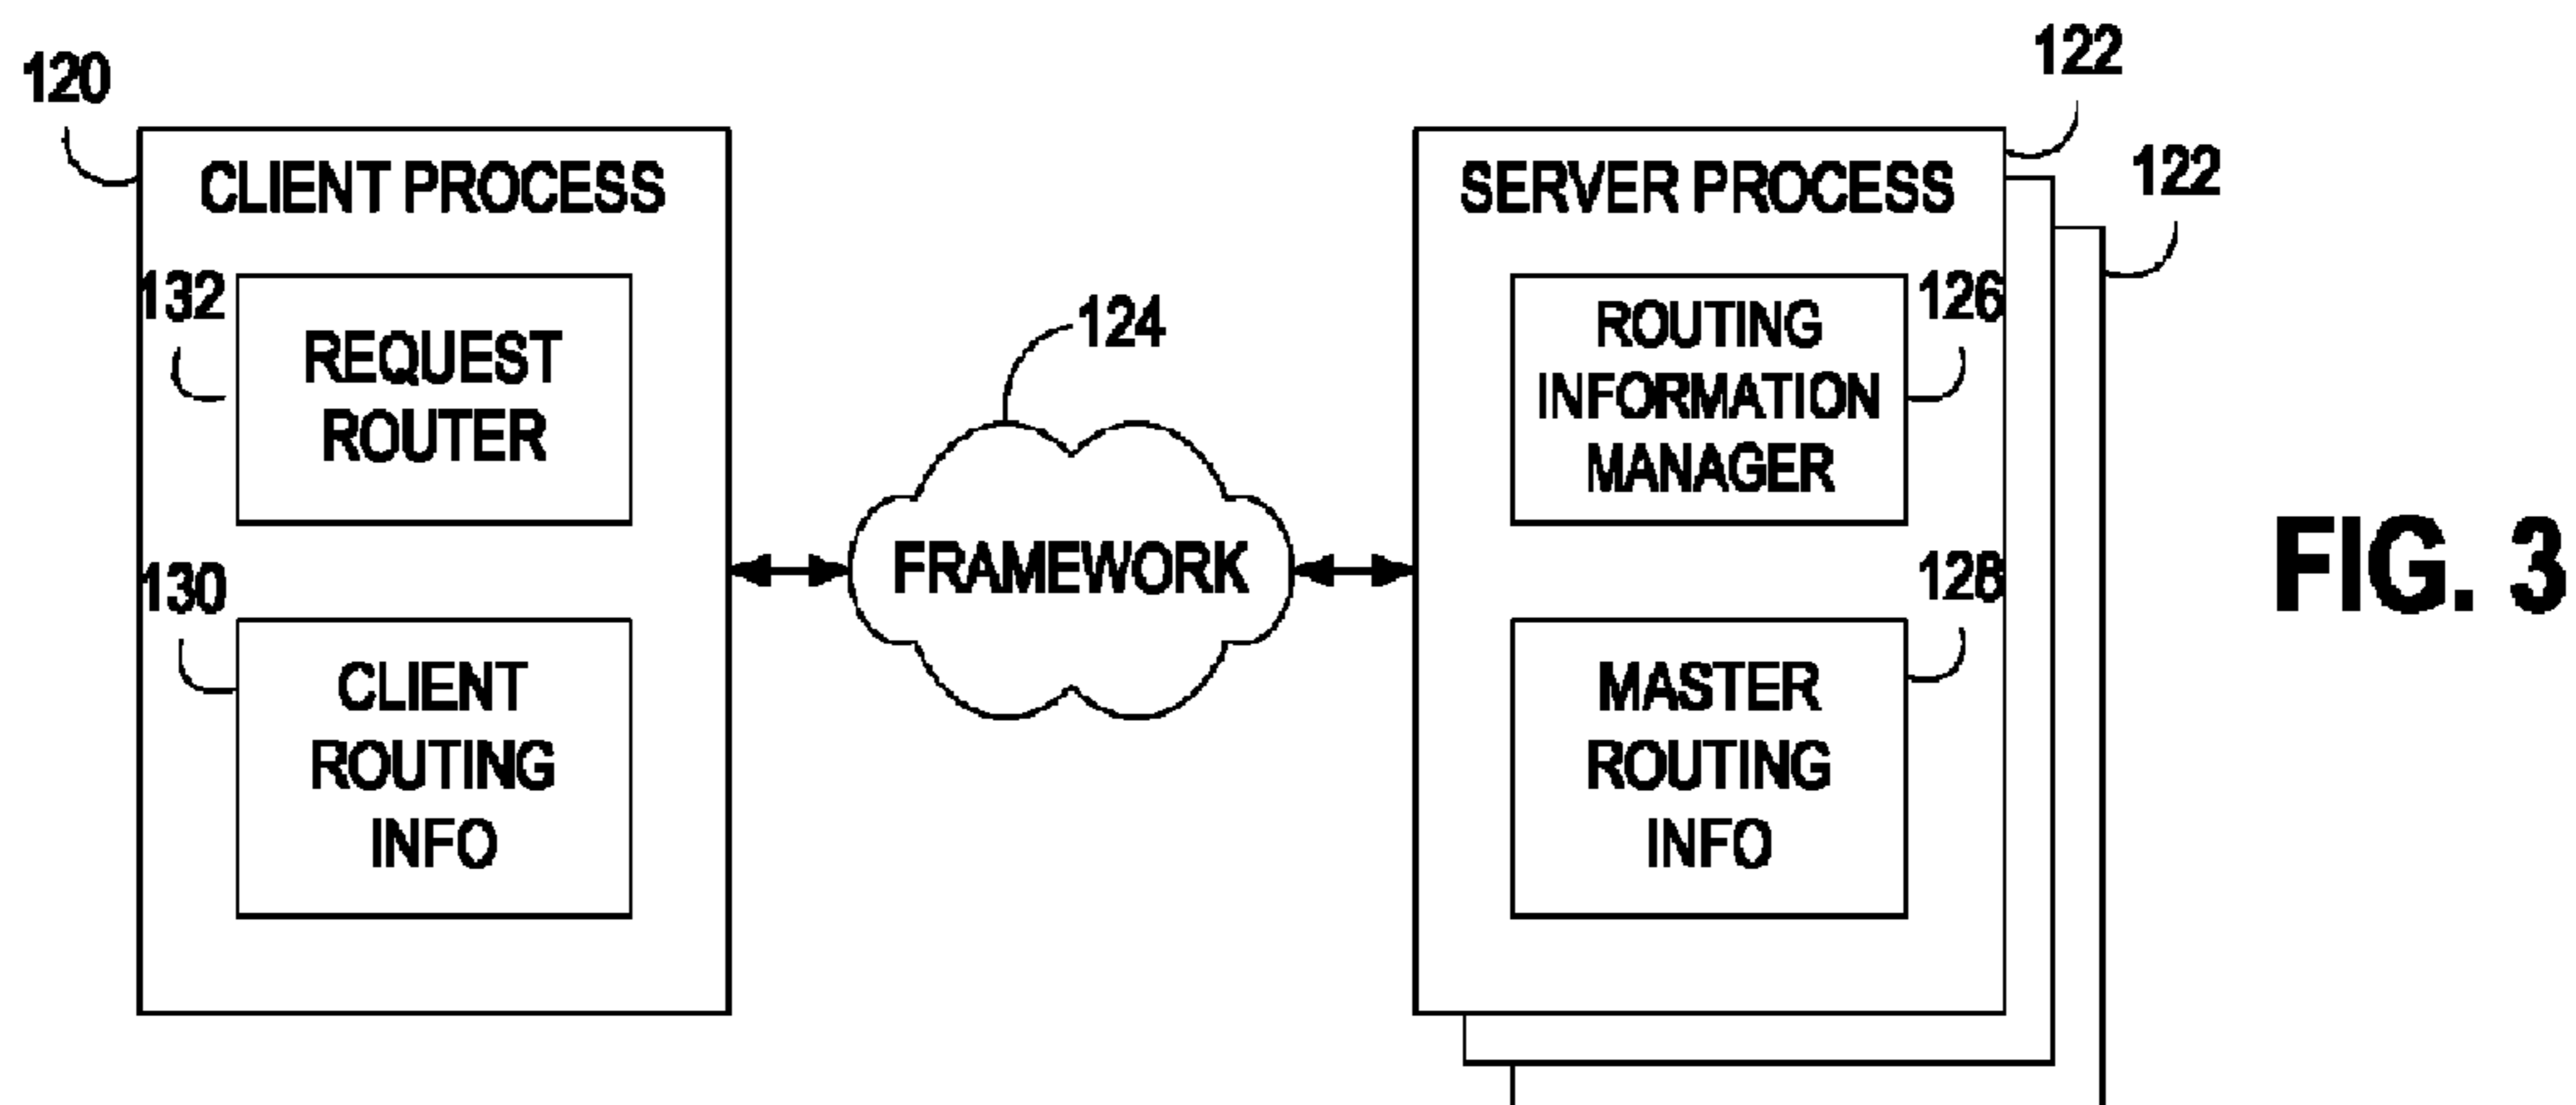 120
CLIENT PROCESS
132
REQUEST
ROUTER
130
CLIENT
ROUTING
INFO
124
FRAMEWORK
122
122
SERVER PROCESS
126
ROUTING
INFORMATION
MANAGER
128
MASTER
ROUTING
INFO
FIG. 3